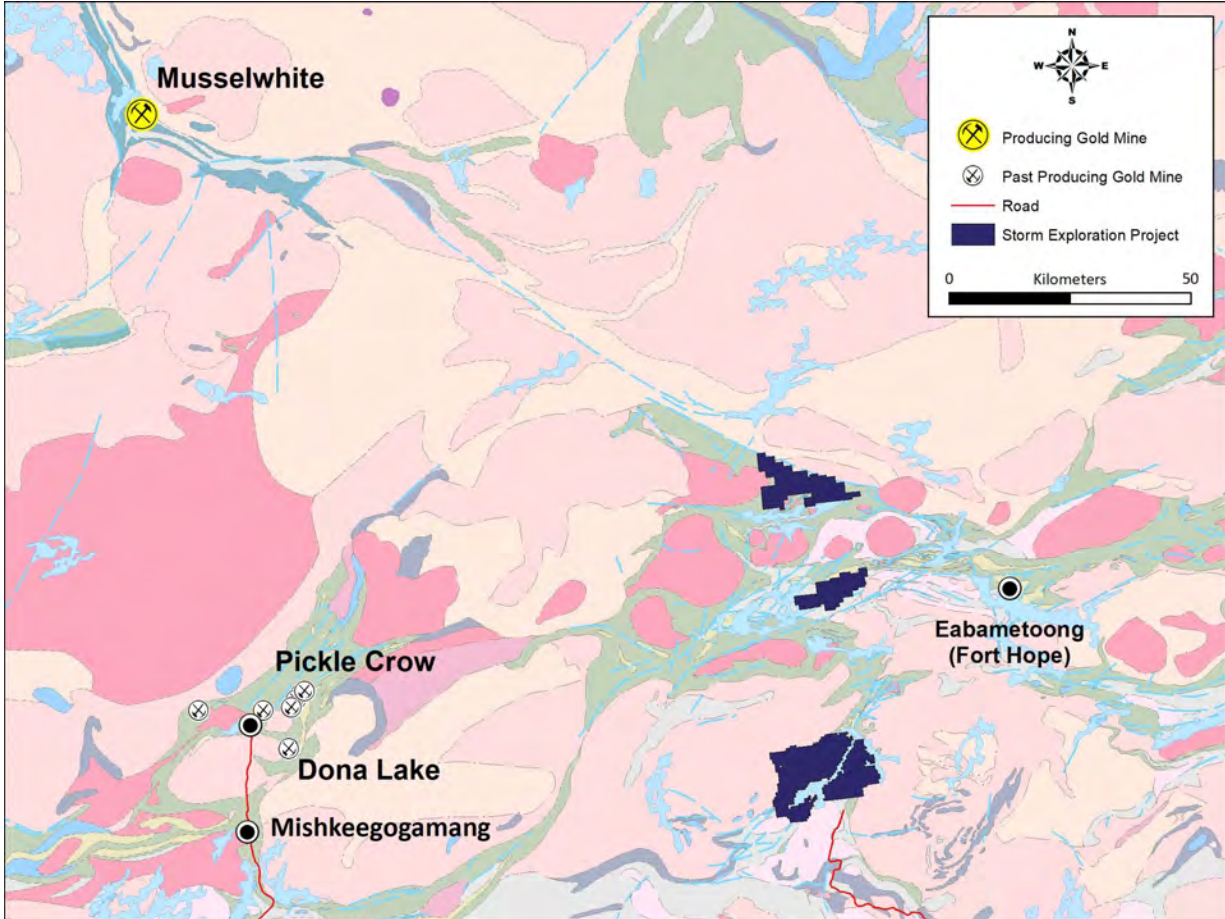 Musselwhite
N
W E
S
Producing Gold Mine
Past Producing Gold Mine
Road
Storm Exploration Project
0 Kilometers 50
Eabametoong
(Fort Hope)
Pickle Crow
Dona Lake
Mishkeegogamang